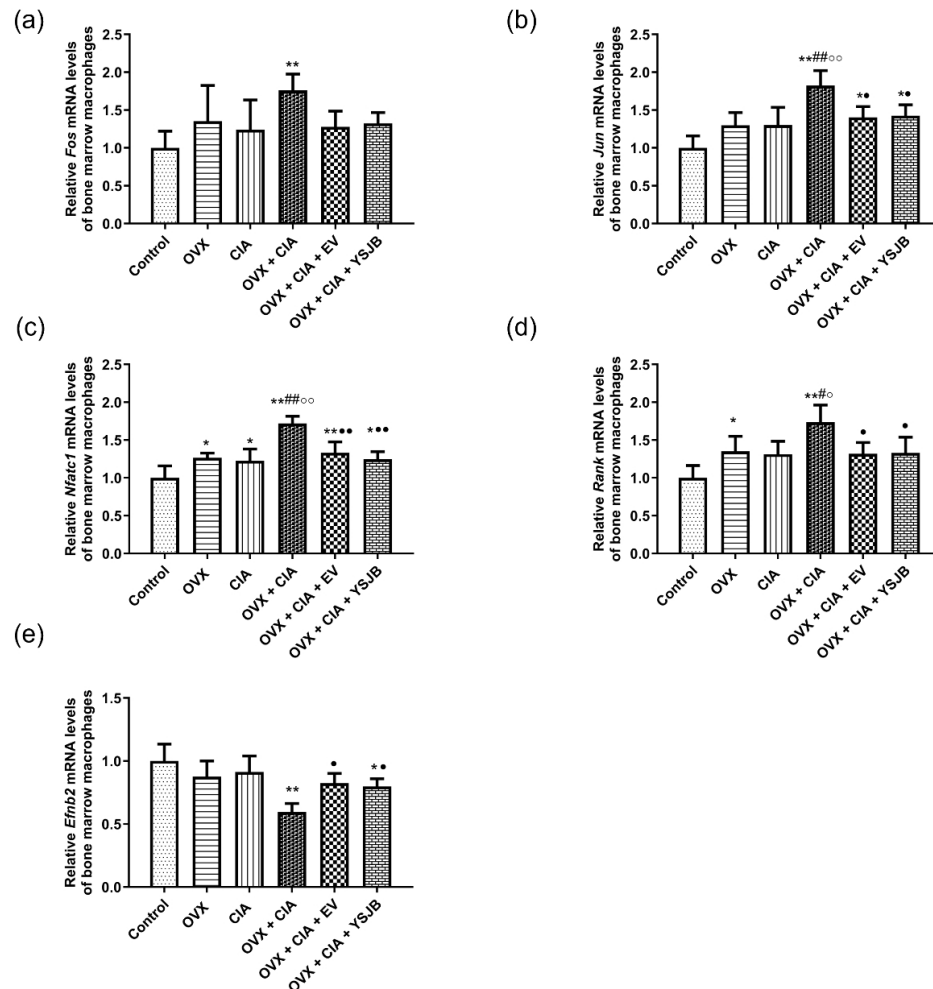 (a)
Relative Fos mRNA levels
of bone marrow macrophages
2.5
2.0
1.5
1.0
0.5
0.0
**
Control
OVX
CIA
OVX + CIA
OVX + CIA + EV
OVX + CIA + YSJB
(b)
Relative Jun mRNA levels
of bone marrow macrophages
2.5
2.0
1.5
1.0
0.5
0.0
**##○○
*●
*●
Control
OVX
CIA
OVX + CIA
OVX + CIA + EV
OVX + CIA + YSJB
(c)
Relative Nfatc1 mRNA levels
of bone marrow macrophages
2.5
2.0
1.5
1.0
0.5
0.0
*
*
**##○○
**●●
*●●
Control
OVX
CIA
OVX + CIA
OVX + CIA + EV
OVX + CIA + YSJB
(d)
Relative Rank mRNA levels
of bone marrow macrophages
2.5
2.0
1.5
1.0
0.5
0.0
*
**#○
●
●
Control
OVX
CIA
OVX + CIA
OVX + CIA + EV
OVX + CIA + YSJB
(e)
Relative Efnb2 mRNA levels
of bone marrow macrophages
1.5
1.0
0.5
0.0
**
●
*●
Control
OVX
CIA
OVX + CIA
OVX + CIA + EV
OVX + CIA + YSJB